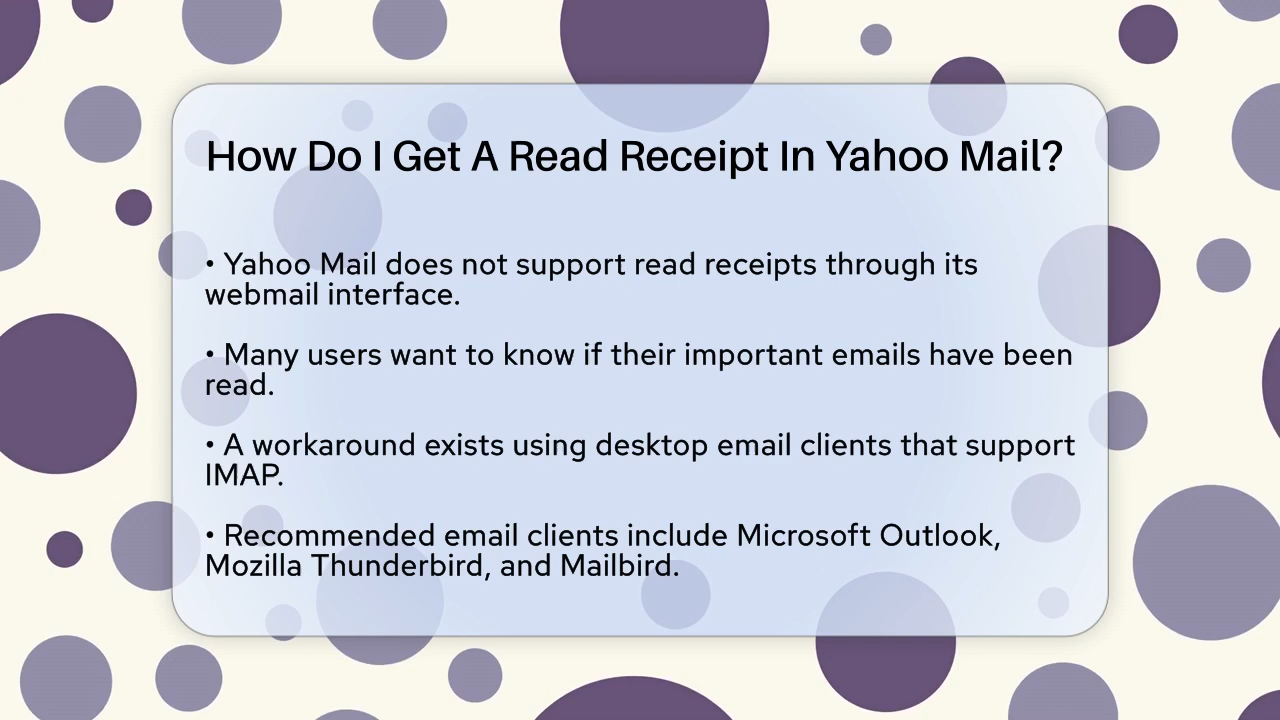 How Do I Get A Read Receipt In Yahoo Mail?
• Yahoo Mail does not support read receipts through its
webmail interface.
• Many users want to know if their important emails have been
read.
• A workaround exists using desktop email clients that support
IMAP.
• Recommended email clients include Microsoft Outlook,
Mozilla Thunderbird, and Mailbird.